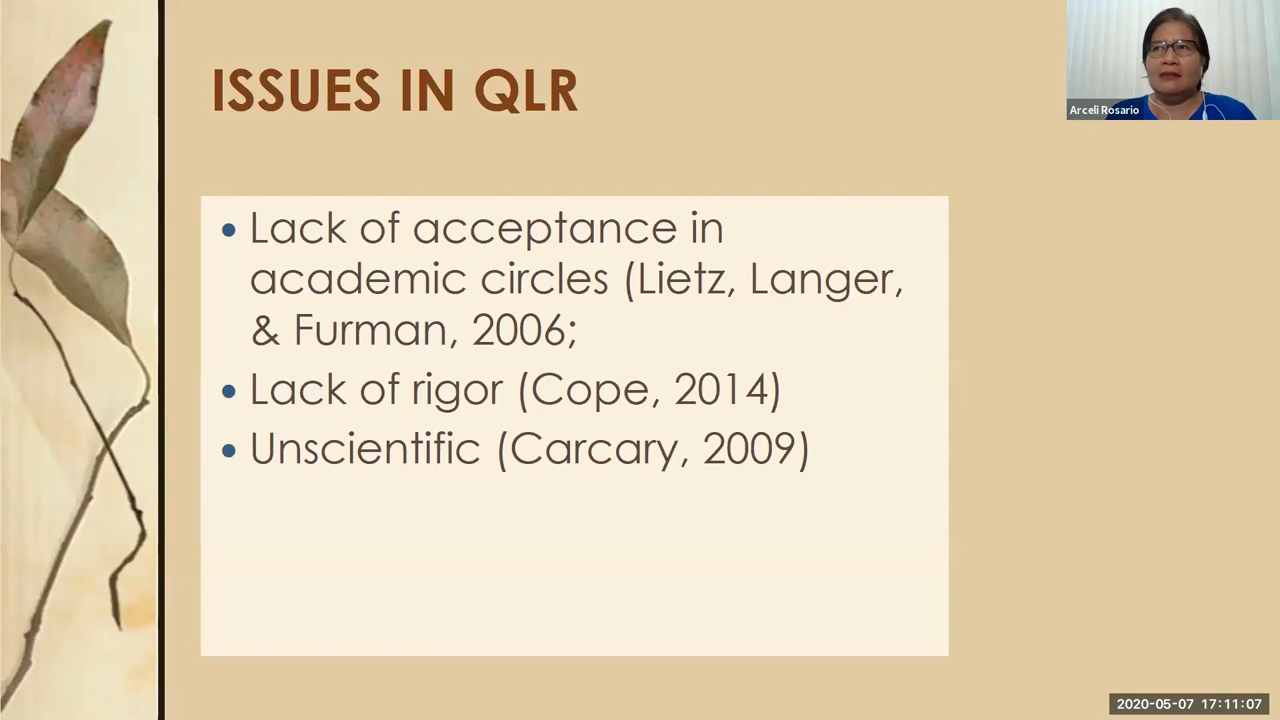 ISSUES IN QLR
Arceli Rosario
• Lack of acceptance in
academic circles (Lietz, Langer,
& Furman, 2006;
• Lack of rigor (Cope, 2014)
• Unscientific (Carcary, 2009)
2020-05-07 17:11:07